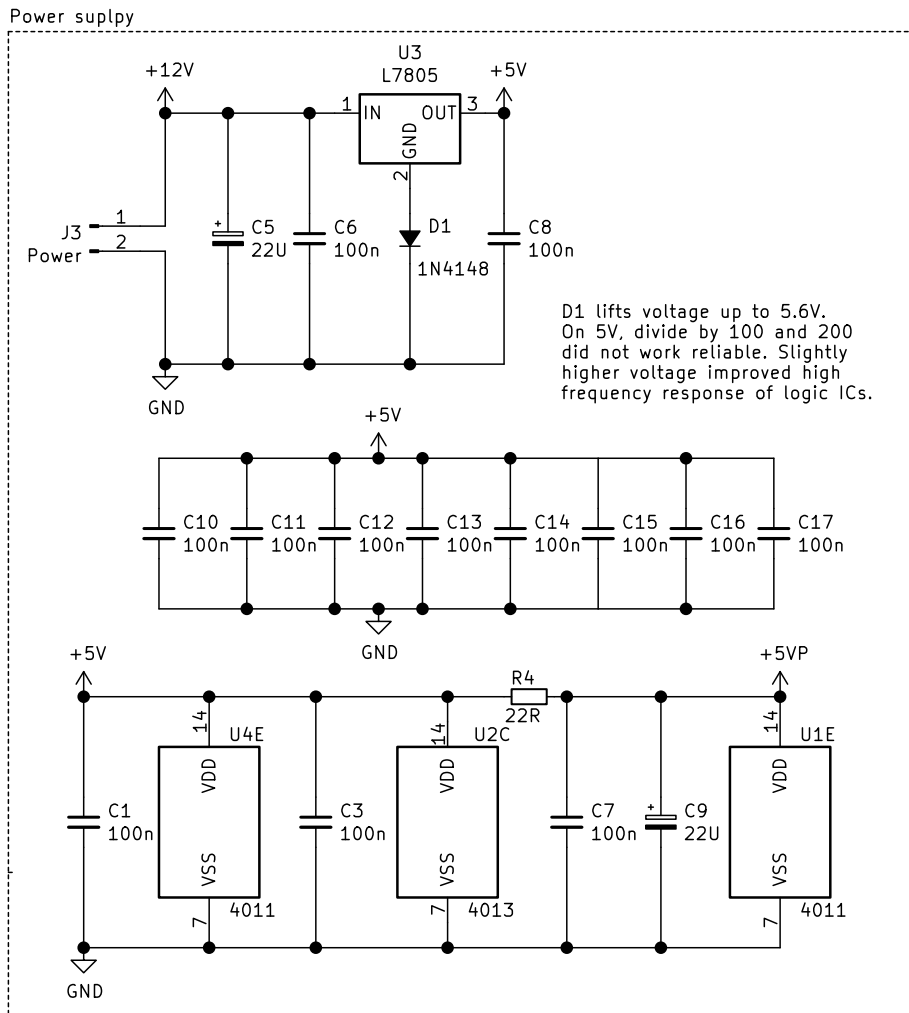 Power suplpy
+12V
U3
L7805
+5V
1
IN
OUT
3
GND
2
J3
Power
1
2
+
C5
22U
C6
100n
D1
1N4148
C8
100n
D1 lifts voltage up to 5.6V.
On 5V, divide by 100 and 200
did not work reliable. Slightly
higher voltage improved high
frequency response of logic ICs.
GND
+5V
C10
100n
C11
100n
C12
100n
C13
100n
C14
100n
C15
100n
C16
100n
C17
100n
GND
+5V
R4
22R
+5VP
14
U4E
VDD
VSS
7
4011
14
U2C
VDD
VSS
7
4013
14
U1E
VDD
VSS
7
4011
C1
100n
C3
100n
C7
100n
+
C9
22U
GND